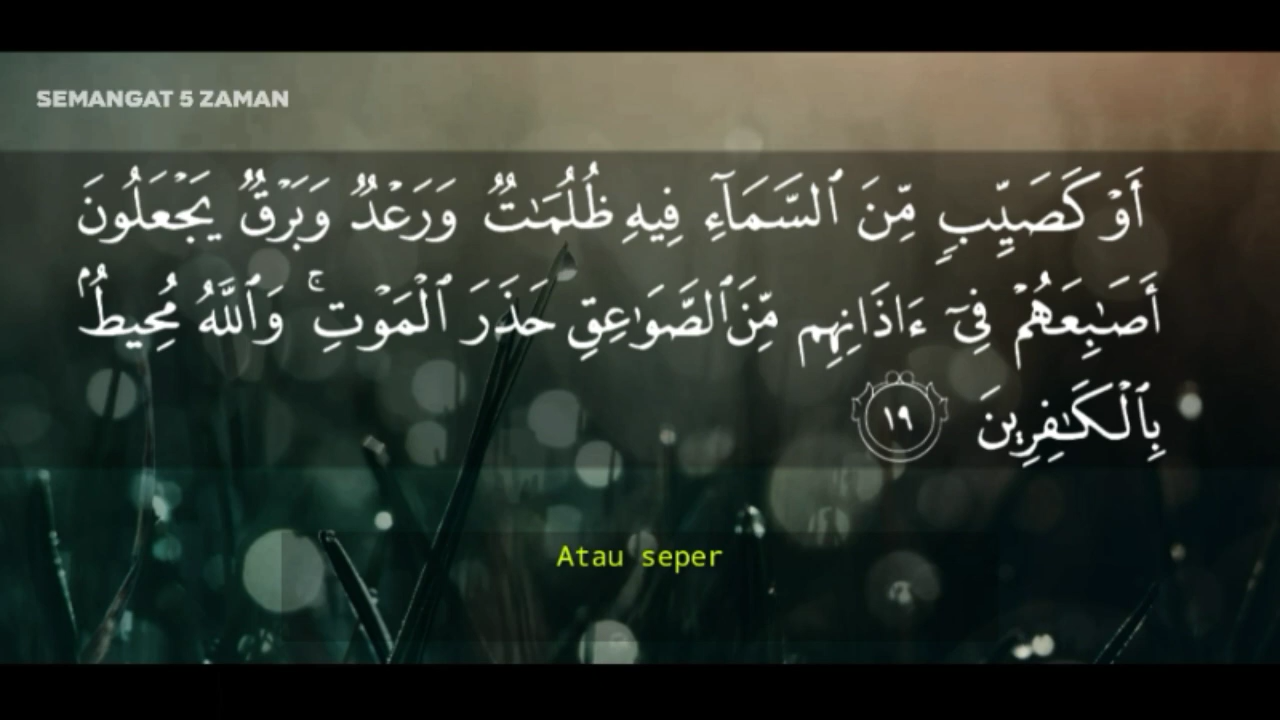 SEMANGAT 5 ZAMAN
أَوْ كَصَيِّبٍ مِّنَ ٱلسَّمَآءِ فِيهِ ظُلُمَٰتٌ وَرَعْدٌ وَبَرْقٌ يَجْعَلُونَ
أَصَٰبِعَهُمْ فِىٓ ءَاذَانِهِم مِّنَ ٱلصَّوَٰعِقِ حَذَرَ ٱلْمَوْتِ ۚ وَٱللَّهُ مُحِيطٌۢ
بِٱلْكَٰفِرِينَ ١٩
Atau seper